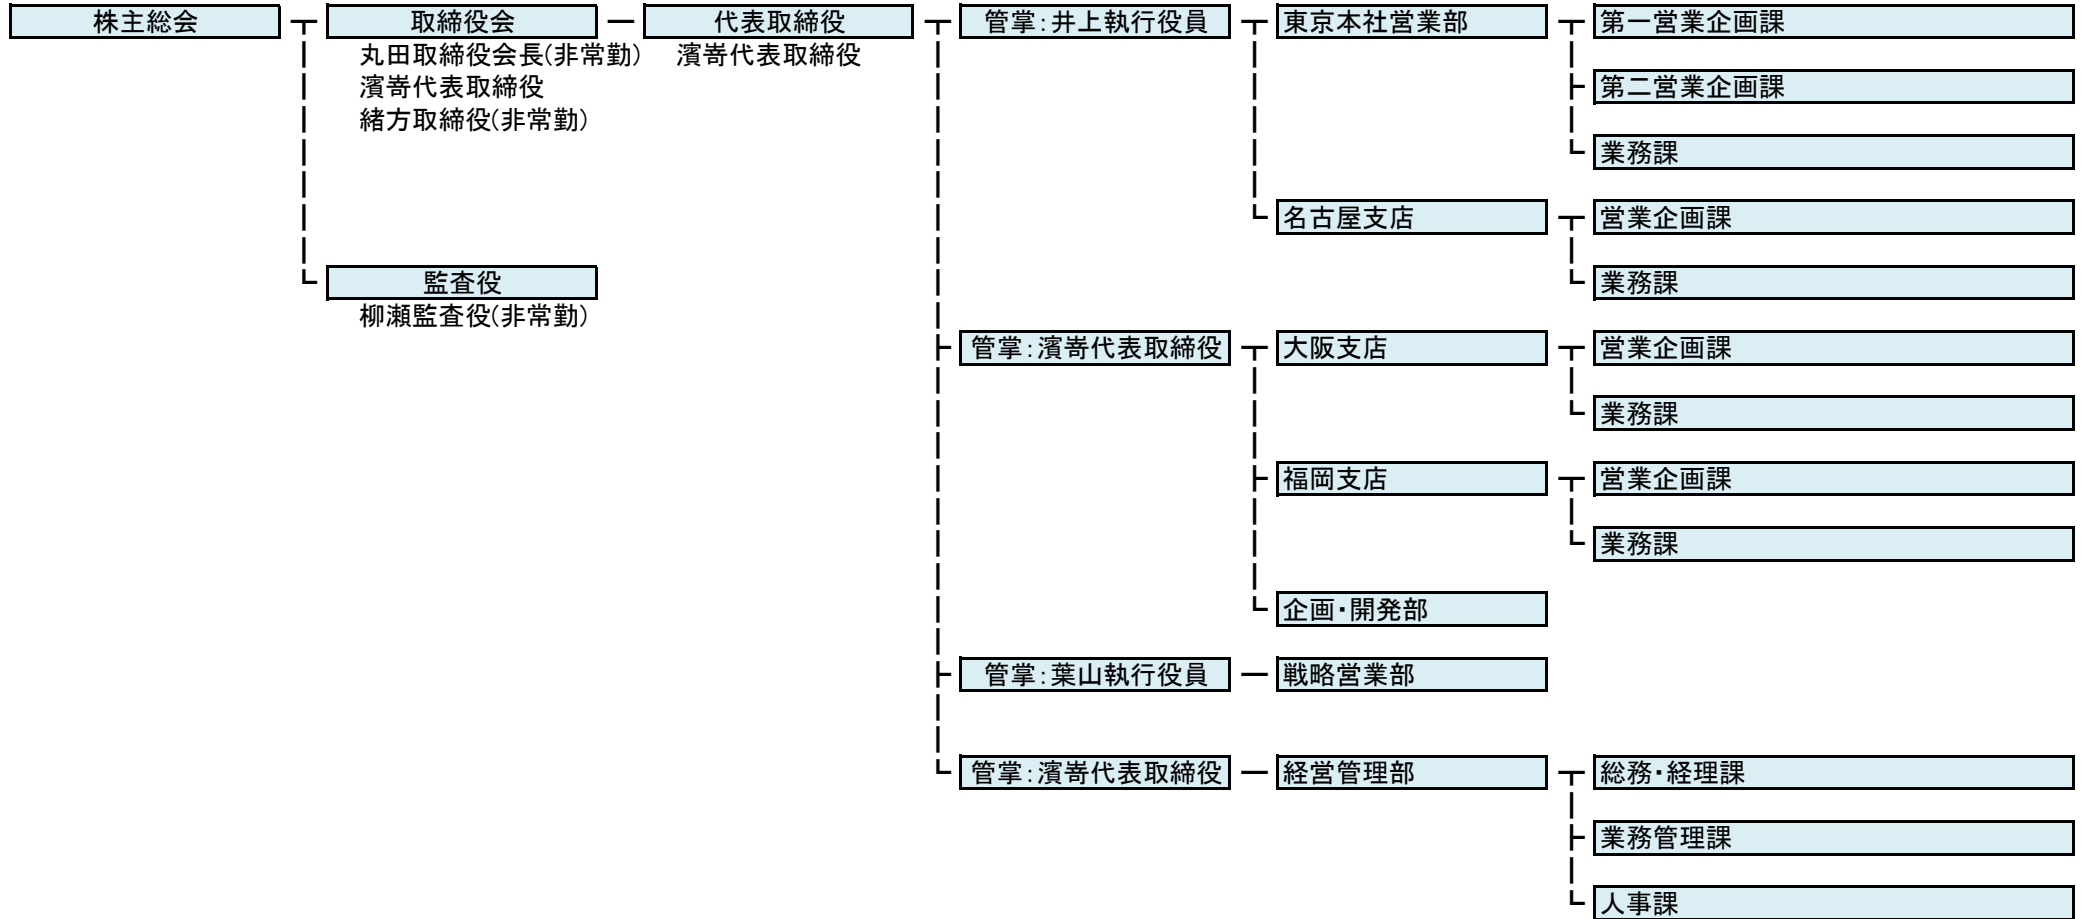 株主総会
取締役会
代表取締役
管掌:井上執行役員
東京本社営業部
第一営業企画課
丸田取締役会長(非常勤)
濱嵜代表取締役
濱嵜代表取締役
第二営業企画課
緒方取締役(非常勤)
業務課
名古屋支店
営業企画課
監査役
業務課
柳瀬監査役(非常勤)
管掌:濱嵜代表取締役
大阪支店
営業企画課
業務課
福岡支店
営業企画課
業務課
企画・開発部
管掌:葉山執行役員
戦略営業部
管掌:濱嵜代表取締役
経営管理部
総務・経理課
業務管理課
人事課